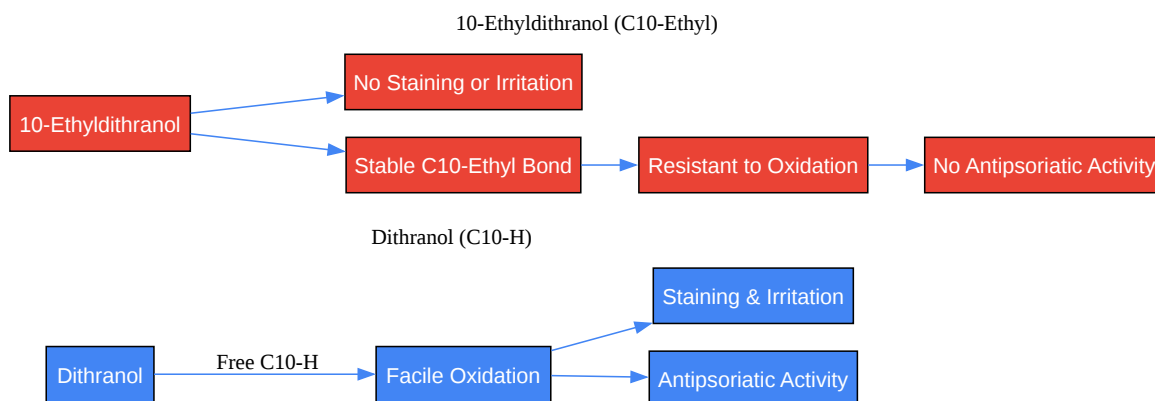 10-Ethyldithranol (C10-Ethyl)
No Staining or Irritation
10-Ethyldithranol
Stable C10-Ethyl Bond
Resistant to Oxidation
No Antipsoriatic Activity
Dithranol (C10-H)
Staining & Irritation
Dithranol
Free C10-H
Facile Oxidation
Antipsoriatic Activity